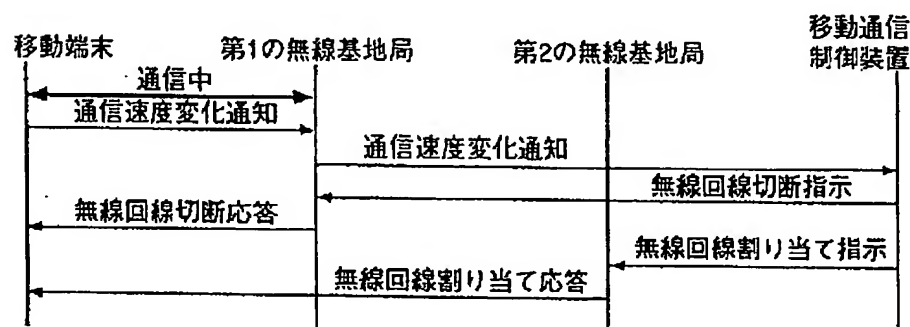 移動端末
第1の無線基地局
第2の無線基地局
移動通信
制御装置
通信中
通信速度変化通知
通信速度変化通知
無線回線切断指示
無線回線切断応答
無線回線割り当て指示
無線回線割り当て応答